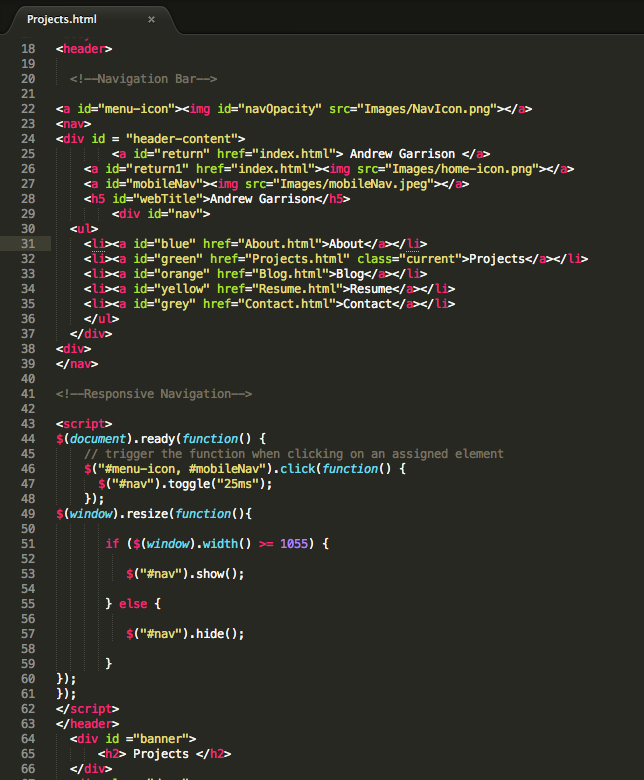 Projects.html ×
18 <header>
19
20 <!--Navigation Bar-->
21
22 <a id="menu-icon"><img id="navOpacity" src="Images/NavIcon.png"></a>
23 <nav>
24 <div id = "header-content">
25 <a id="return" href="index.html"> Andrew Garrison </a>
26 <a id="return1" href="index.html"><img src="Images/home-icon.png"></a>
27 <a id="mobileNav"><img src="Images/mobileNav.jpeg"></a>
28 <h5 id="webTitle">Andrew Garrison</h5>
29 <div id="nav">
30 <ul>
31 <li><a id="blue" href="About.html">About</a></li>
32 <li><a id="green" href="Projects.html" class="current">Projects</a></li>
33 <li><a id="orange" href="Blog.html">Blog</a></li>
34 <li><a id="yellow" href="Resume.html">Resume</a></li>
35 <li><a id="grey" href="Contact.html">Contact</a></li>
36 </ul>
37 </div>
38 <div>
39 </nav>
40
41 <!--Responsive Navigation-->
42
43 <script>
44 $(document).ready(function() {
45 // trigger the function when clicking on an assigned element
46 $("#menu-icon, #mobileNav").click(function() {
47 $("#nav").toggle("25ms");
48 });
49 $(window).resize(function(){
50
51 if ($(window).width() >= 1055) {
52
53 $("#nav").show();
54
55 } else {
56
57 $("#nav").hide();
58
59 }
60 });
61 });
62 </script>
63 </header>
64 <div id ="banner">
65 <h2> Projects </h2>
66 </div>